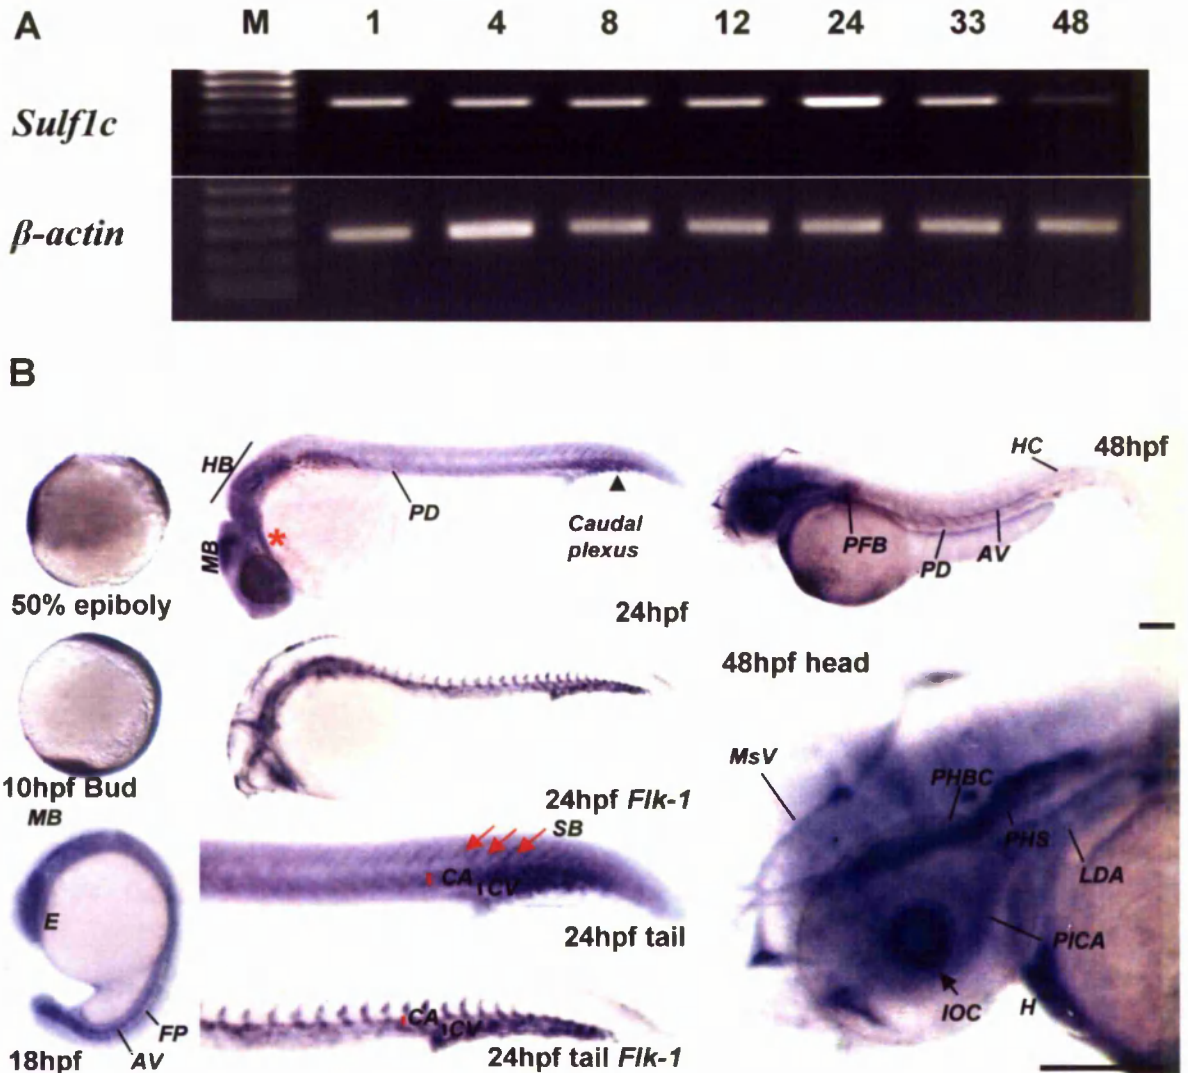 A
M 1 4 8 12 24 33 48
Sulf1c
β-actin
B
HB
MB
*
PD
Caudal
plexus
24hpf
HC
48hpf
PFB
PD
AV
50% epiboly
10hpf Bud
24hpf Flk-1
48hpf head
MsV
PHBC
PHS
LDA
PICA
IOC
H
MB
E
FP
AV
18hpf
SB
CA
CV
24hpf tail
CA
CV
24hpf tail Flk-1